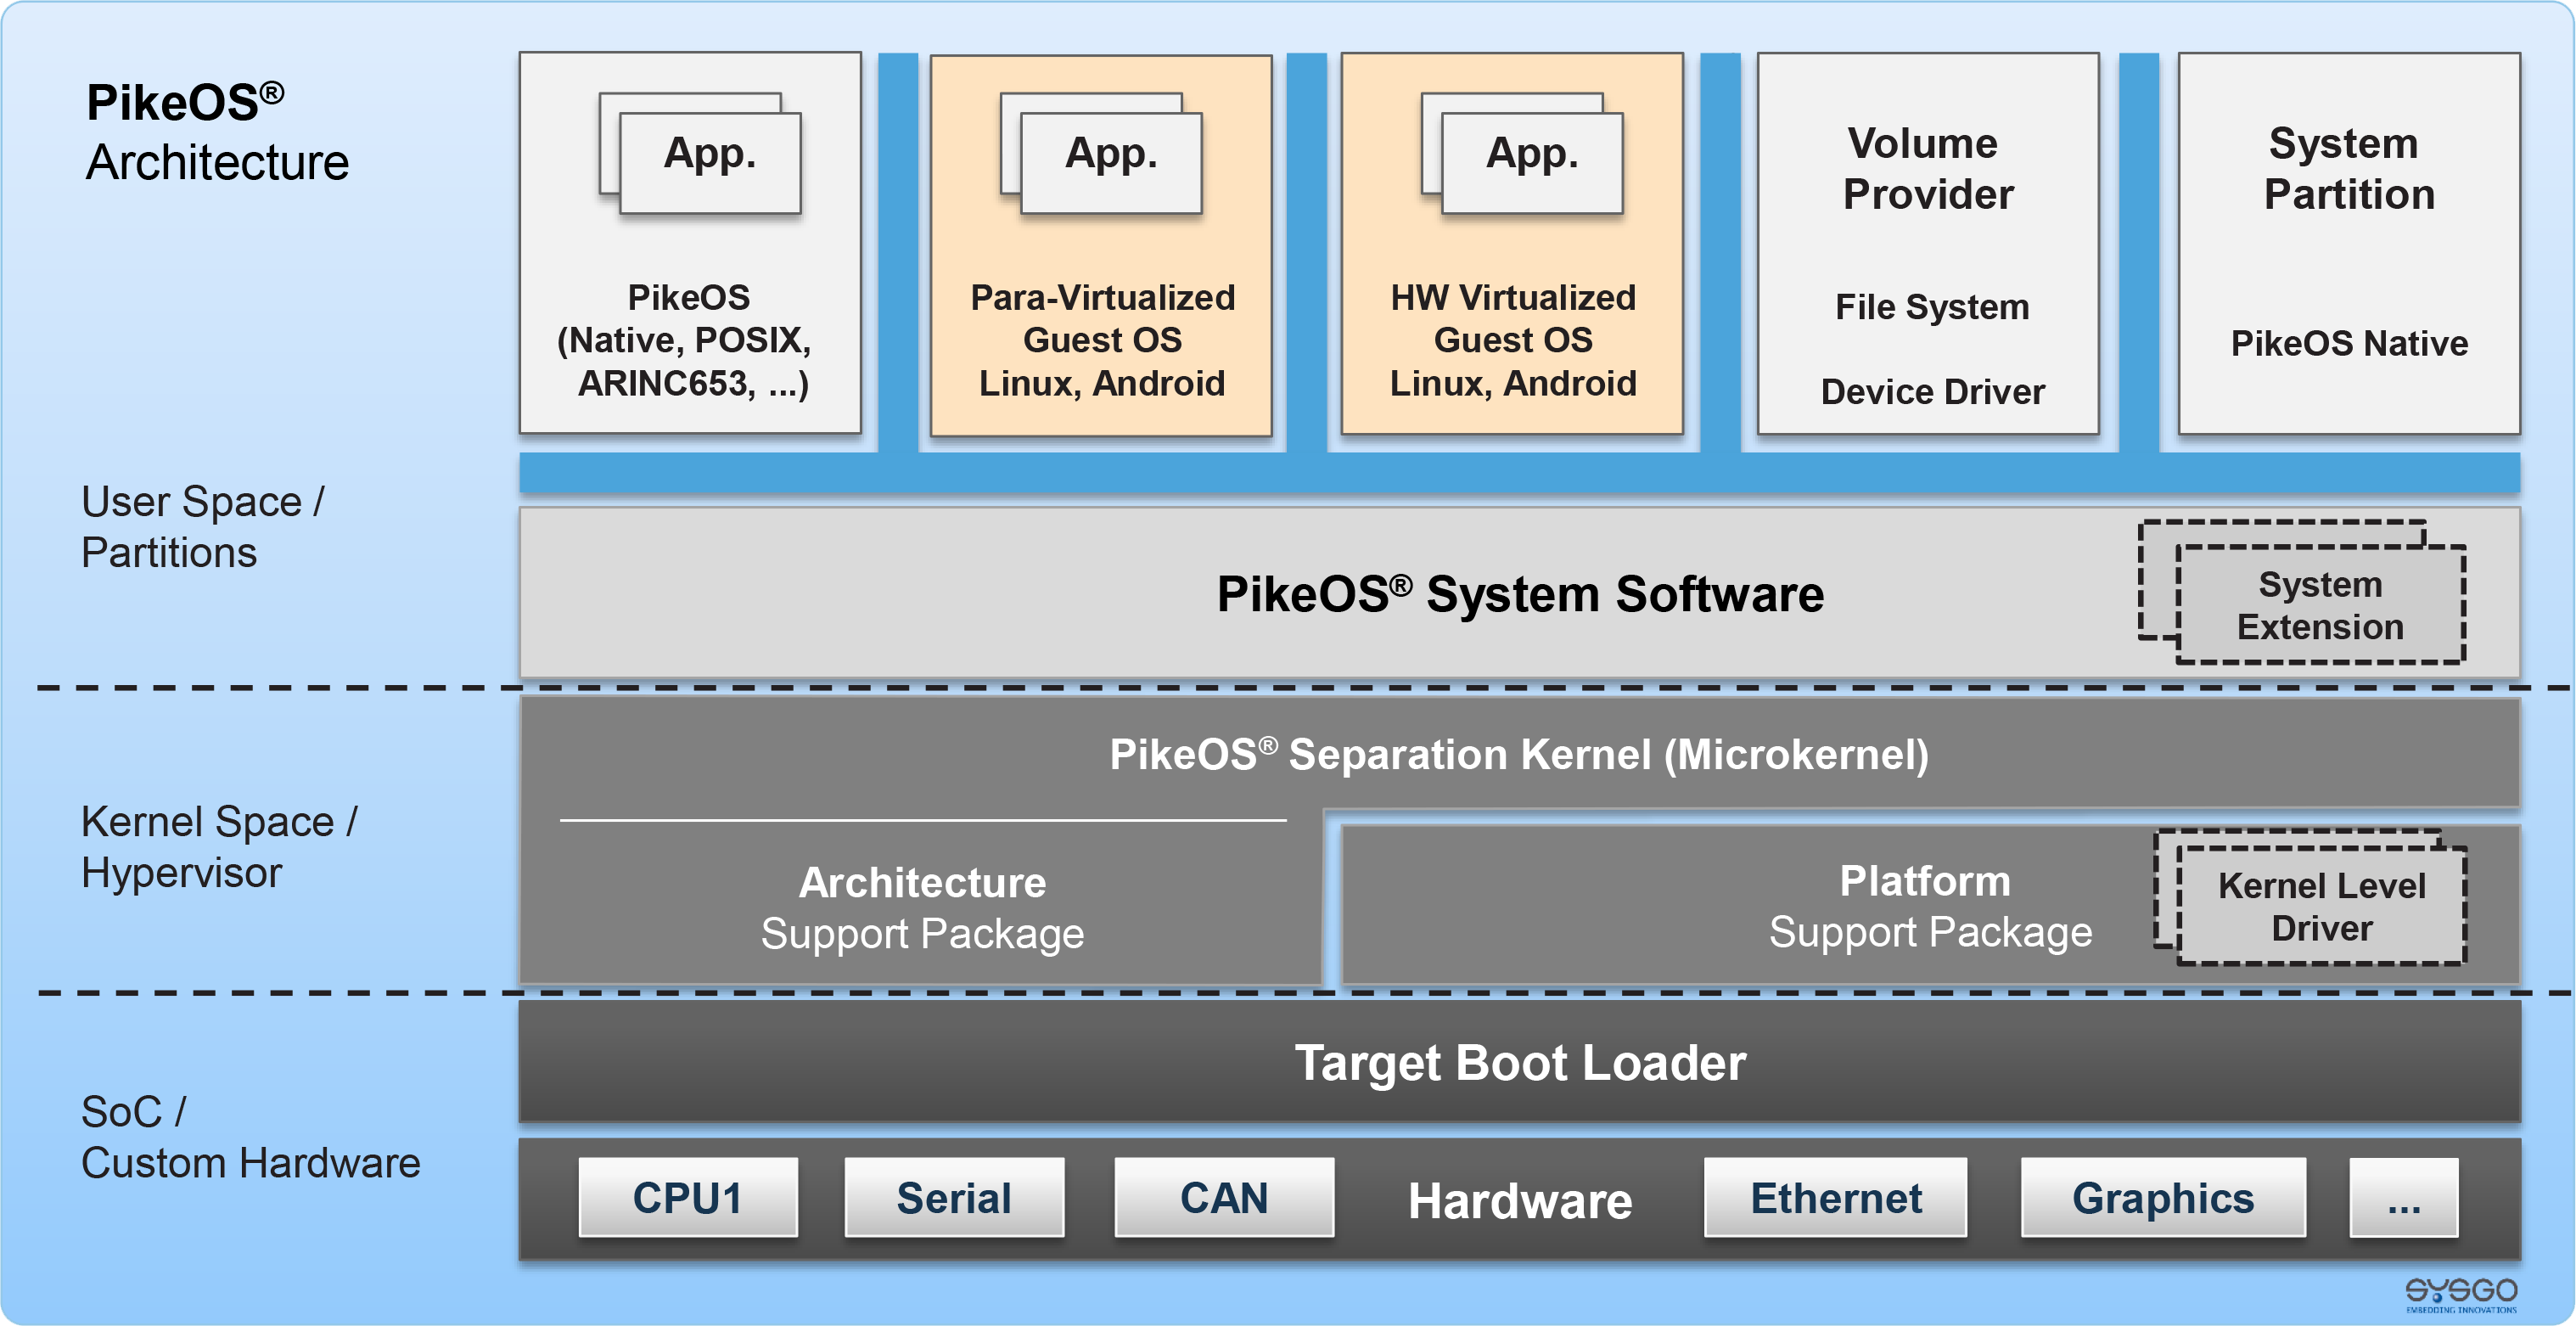 PikeOS®
Architecture
App.
PikeOS
(Native, POSIX,
ARINC653, ...)
App.
Para-Virtualized
Guest OS
Linux, Android
App.
HW Virtualized
Guest OS
Linux, Android
Volume
Provider
File System
Device Driver
System
Partition
PikeOS Native
User Space /
Partitions
PikeOS® System Software
System
Extension
Kernel Space /
Hypervisor
PikeOS® Separation Kernel (Microkernel)
Architecture
Support Package
Platform
Support Package
Kernel Level
Driver
SoC /
Custom Hardware
Target Boot Loader
CPU1
Serial
CAN
Hardware
Ethernet
Graphics
...
SYSGO
EMBEDDING INNOVATIONS